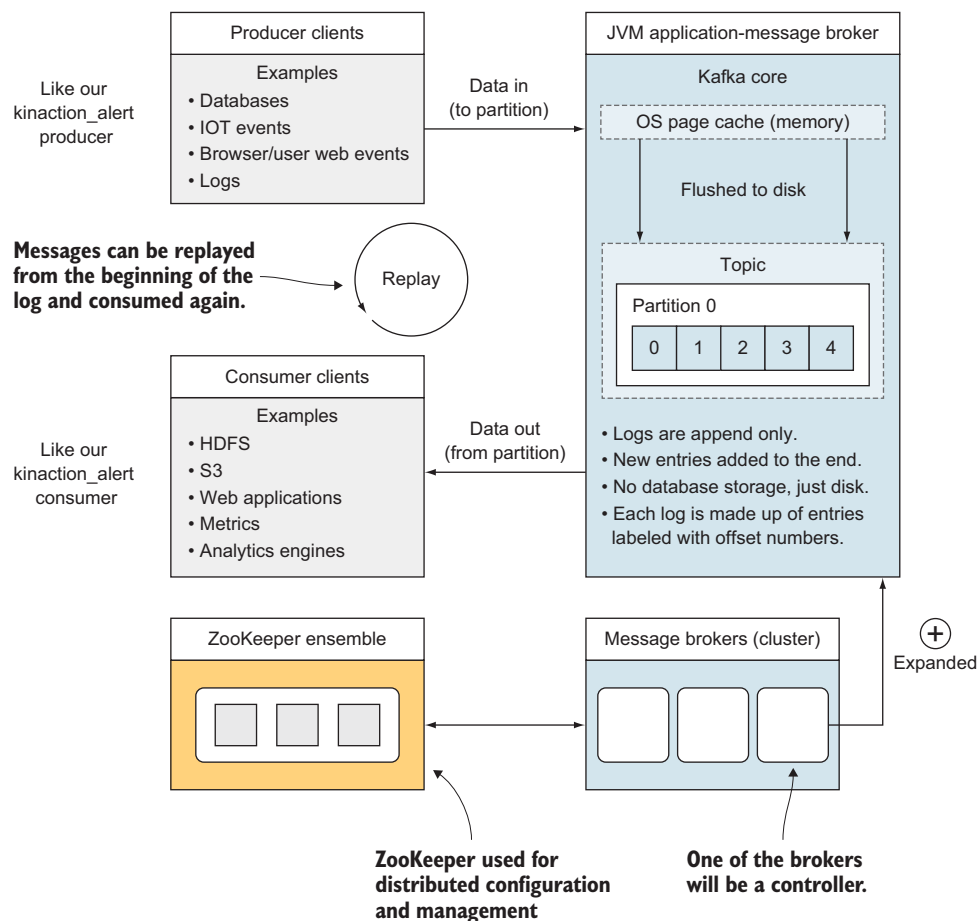 Producer clients
Examples
• Databases
• IOT events
• Browser/user web events
• Logs
Like our
kinaction_alert
producer
Data in
(to partition)
JVM application-message broker
Kafka core
OS page cache (memory)
Flushed to disk
Topic
Partition 0
0 1 2 3 4
• Logs are append only.
• New entries added to the end.
• No database storage, just disk.
• Each log is made up of entries
labeled with offset numbers.
Messages can be replayed
from the beginning of the
log and consumed again.
Replay
Consumer clients
Examples
• HDFS
• S3
• Web applications
• Metrics
• Analytics engines
Like our
kinaction_alert
consumer
Data out
(from partition)
ZooKeeper ensemble
Message brokers (cluster)
+
Expanded
ZooKeeper used for
distributed configuration
and management
One of the brokers
will be a controller.